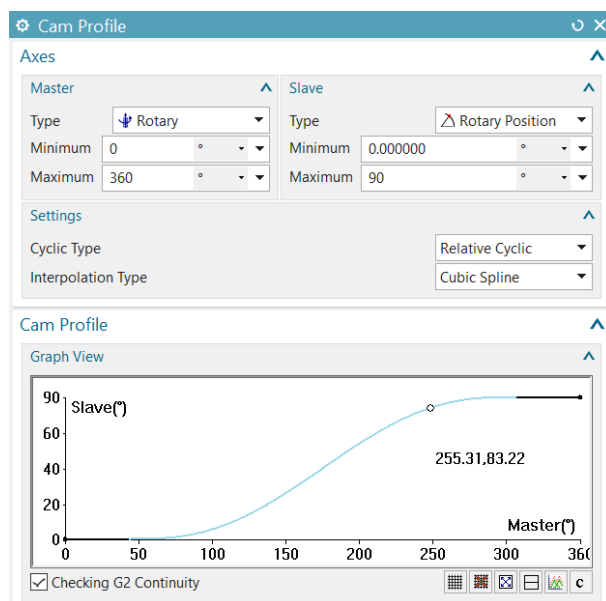 Cam Profile
Axes
Master
Slave
Type Rotary
Type Rotary Position
Minimum 0 °
Minimum 0.000000 °
Maximum 360 °
Maximum 90 °
Settings
Cyclic Type Relative Cyclic
Interpolation Type Cubic Spline
Cam Profile
Graph View
90
Slave(°)
60
40
255.31,83.22
20
Master(°)
0
0 50 100 150 200 250 300 360
Checking G2 Continuity
C